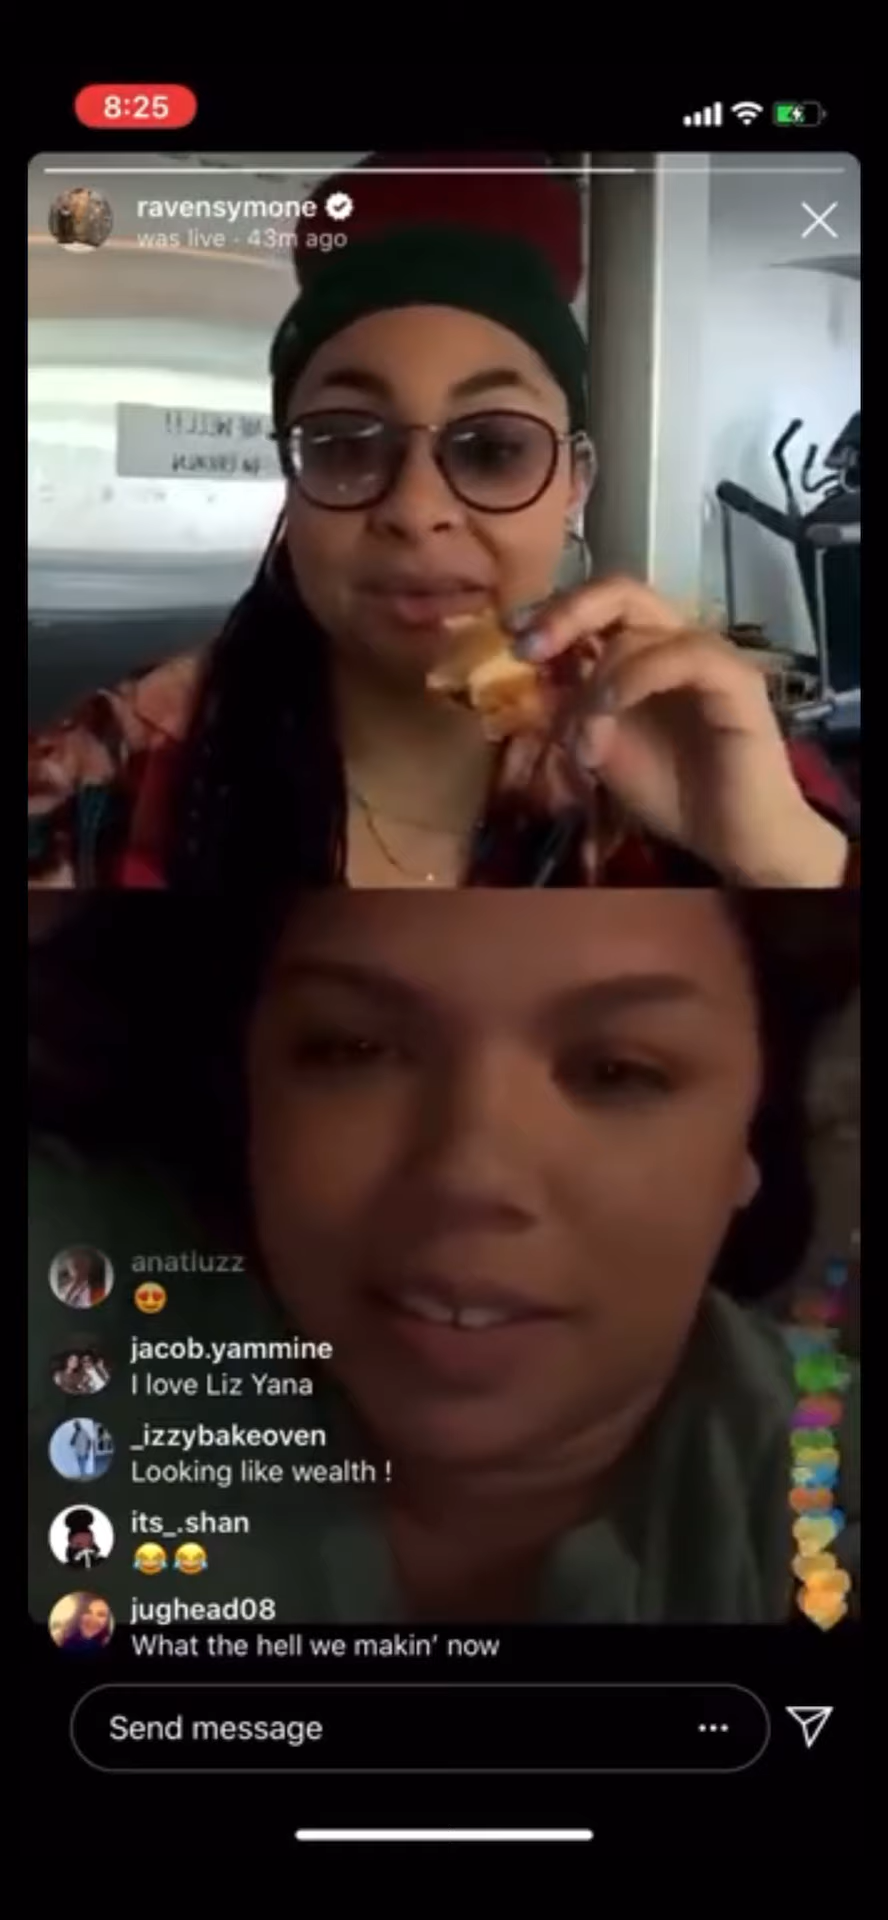 8:25
ravensymone
was live · 43m ago
anatluzz
😍
jacob.yammine
I love Liz Yana
_izzybakeoven
Looking like wealth !
its_.shan
😂😂
jughead08
What the hell we makin' now
Send message